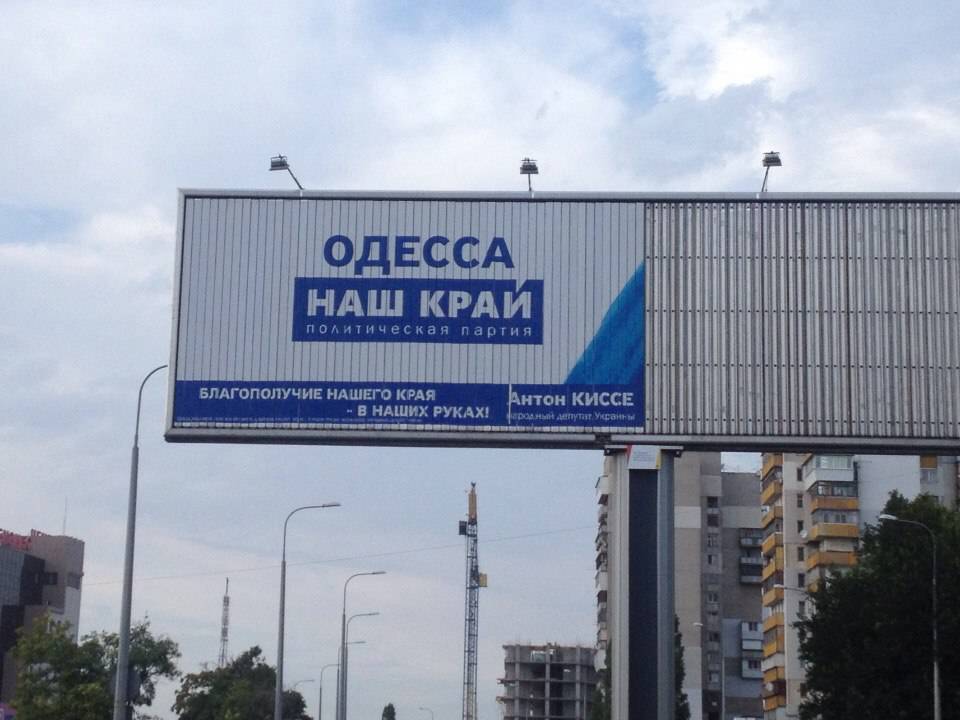 ОДЕССА
НАШ КРАЙ
политическая партия
БЛАГОПОЛУЧИЕ НАШЕГО КРАЯ
- В НАШИХ РУКАХ!
Антон КИССЕ
народный депутат Украины